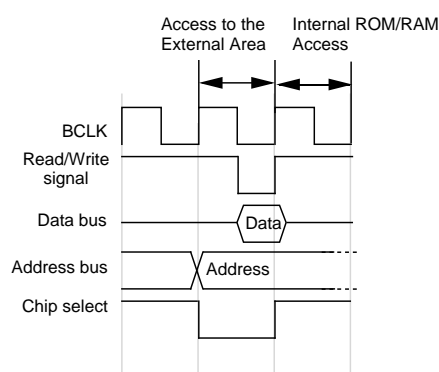 Access to the
External Area
Internal ROM/RAM
Access
BCLK
Read/Write
signal
Data bus
Data
Address bus
Address
Chip select